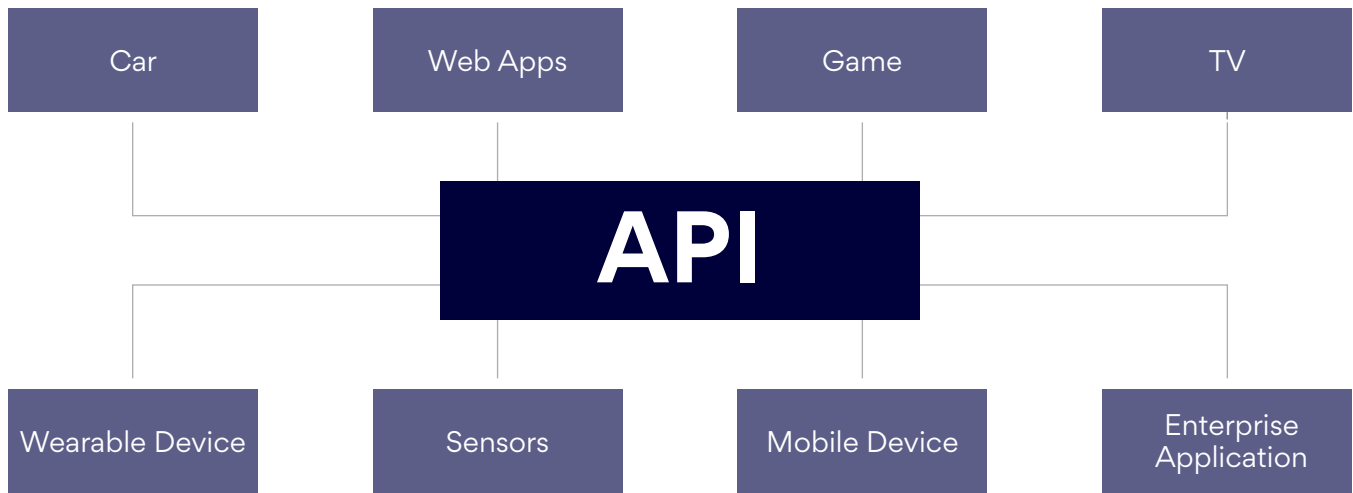 Car
Web Apps
Game
TV
API
Wearable Device
Sensors
Mobile Device
Enterprise
Application